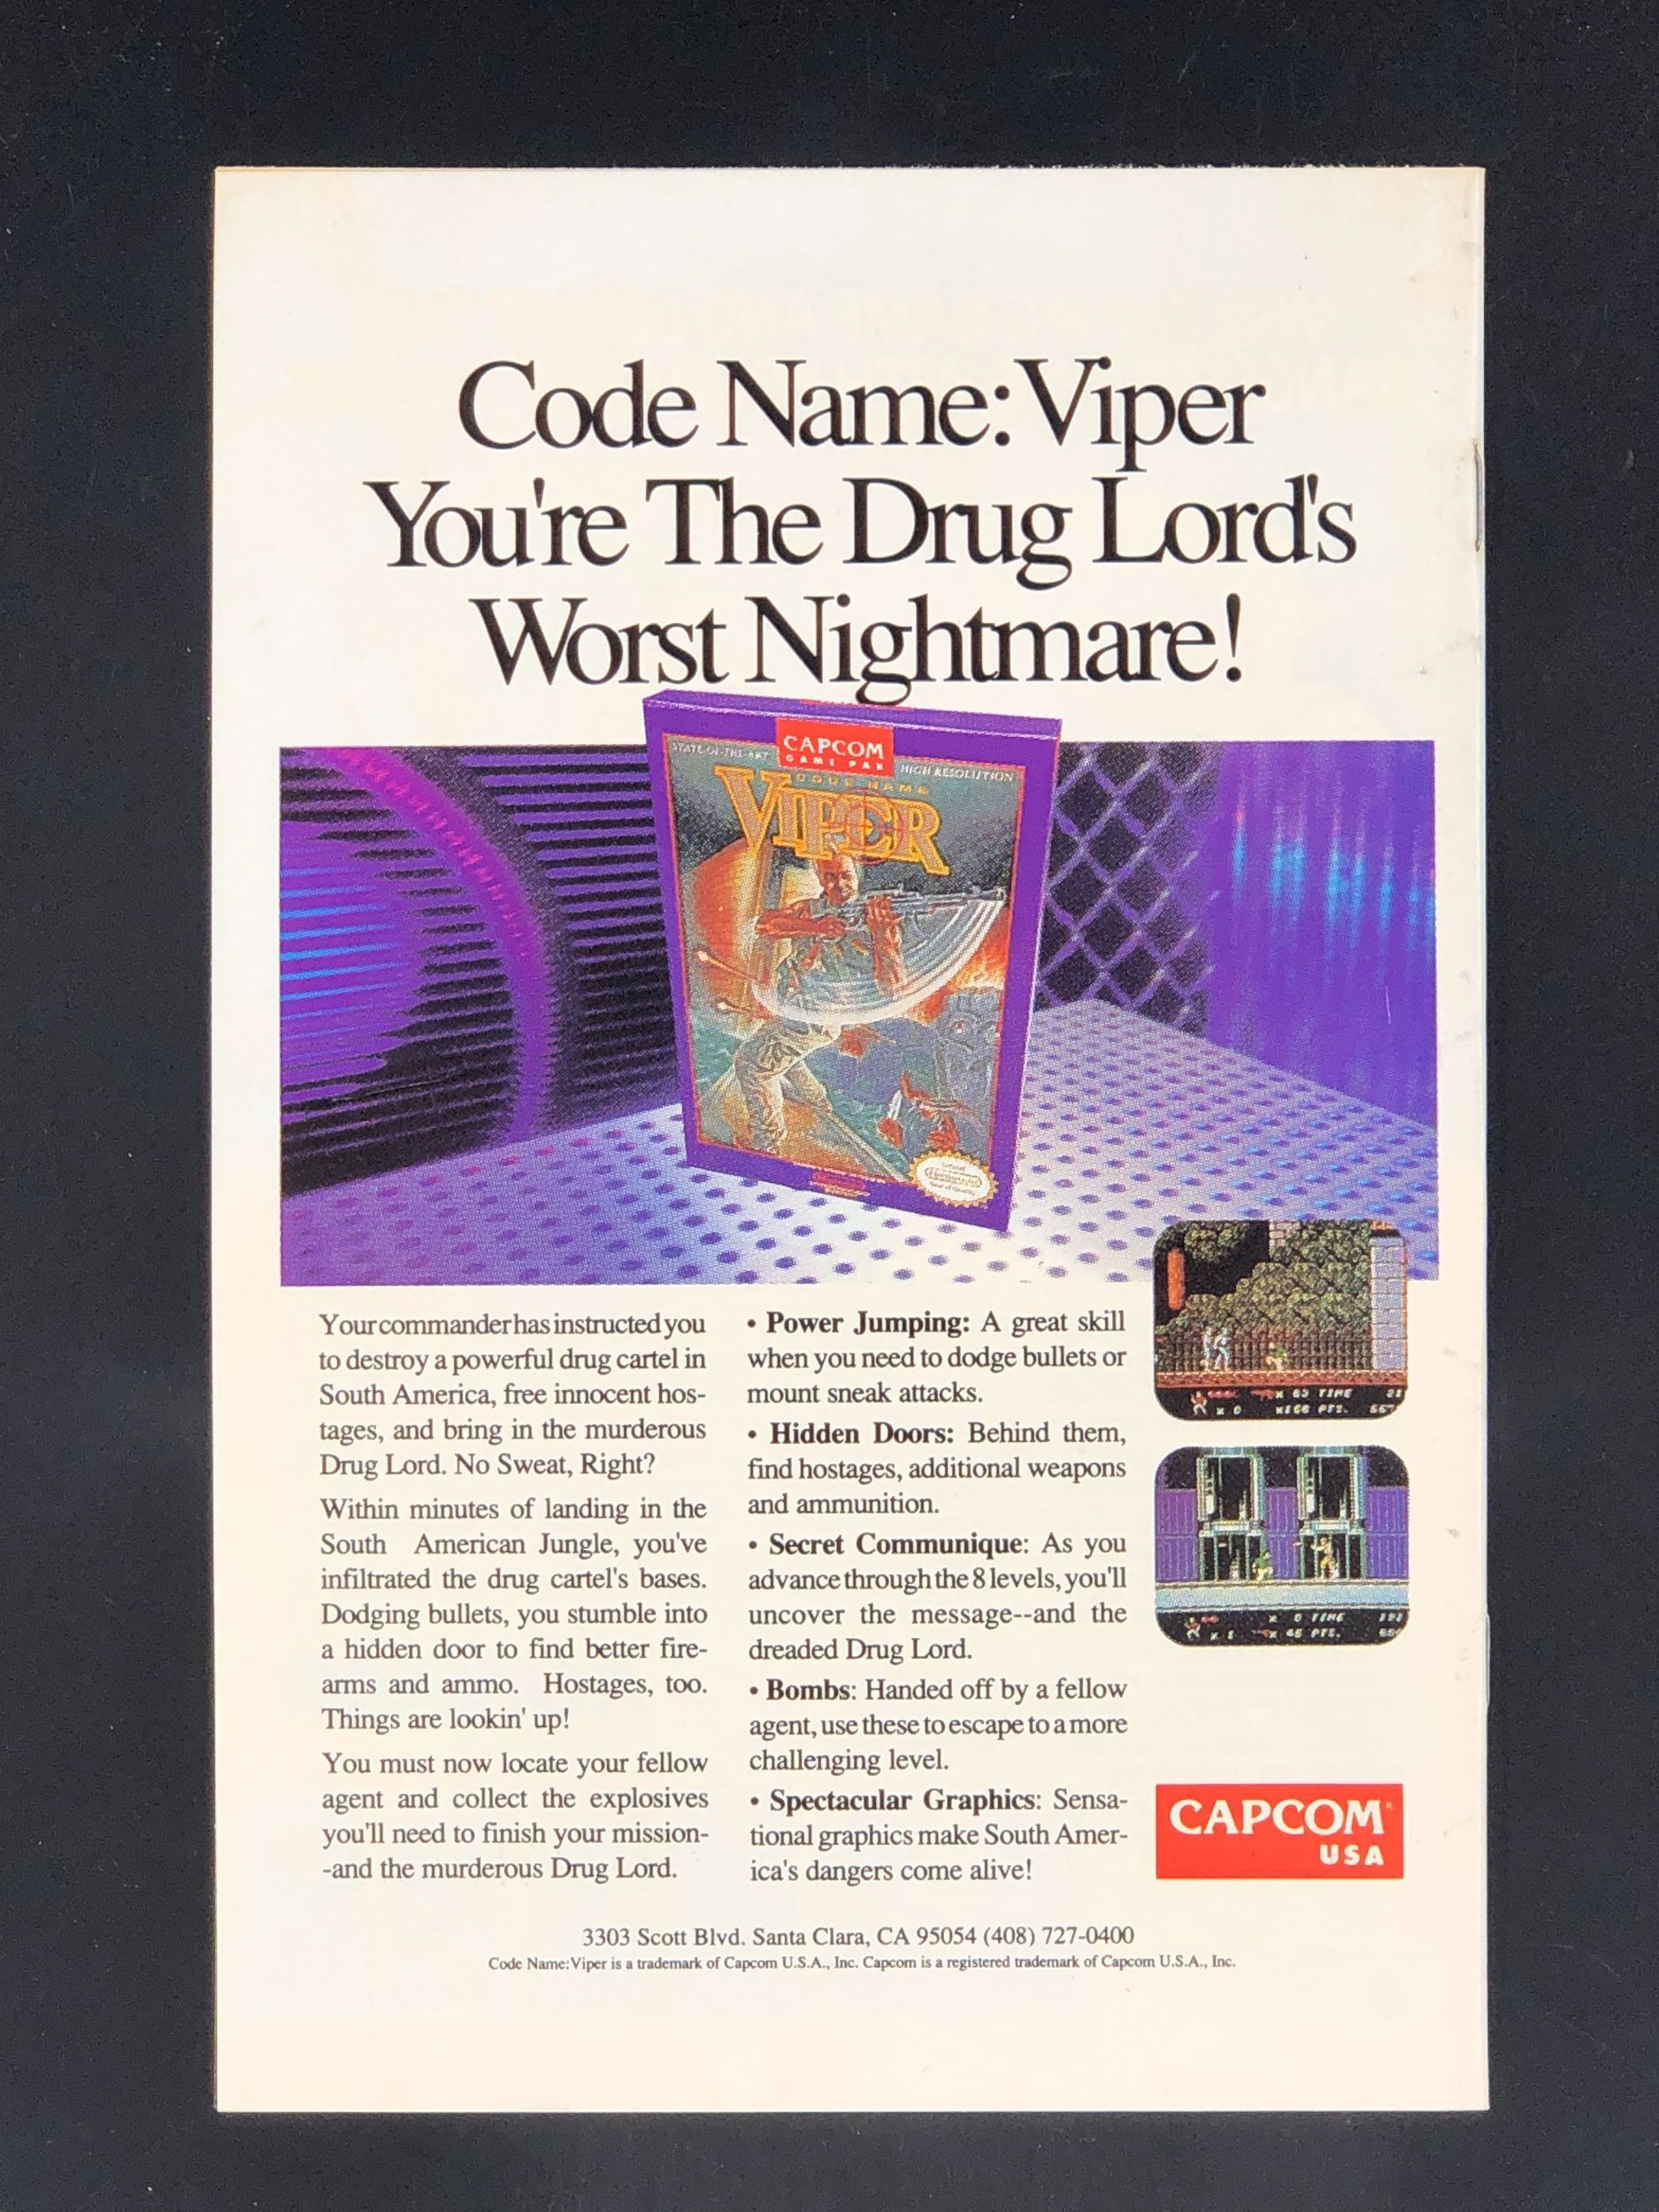 Code Name: Viper
You're The Drug Lord's
Worst Nightmare!
CAPCOM
GAME PAK
STATE-OF-THE-ART
HIGH RESOLUTION
CODE NAME
VIPER
Your commander has instructed you
to destroy a powerful drug cartel in
South America, free innocent hos-
tages, and bring in the murderous
Drug Lord. No Sweat, Right?
Within minutes of landing in the
South American Jungle, you've
infiltrated the drug cartel's bases.
Dodging bullets, you stumble into
a hidden door to find better fire-
arms and ammo. Hostages, too.
Things are lookin' up!
You must now locate your fellow
agent and collect the explosives
you'll need to finish your mission-
-and the murderous Drug Lord.
• Power Jumping: A great skill
when you need to dodge bullets or
mount sneak attacks.
• Hidden Doors: Behind them,
find hostages, additional weapons
and ammunition.
• Secret Communique: As you
advance through the 8 levels, you'll
uncover the message--and the
dreaded Drug Lord.
• Bombs: Handed off by a fellow
agent, use these to escape to a more
challenging level.
• Spectacular Graphics: Sensa-
tional graphics make South Amer-
ica's dangers come alive!
TIME
x 0 PTS.
x 0 TIME
x 1 x 46 PTS.
CAPCOM
USA
3303 Scott Blvd. Santa Clara, CA 95054 (408) 727-0400
Code Name: Viper is a trademark of Capcom U.S.A., Inc. Capcom is a registered trademark of Capcom U.S.A., Inc.